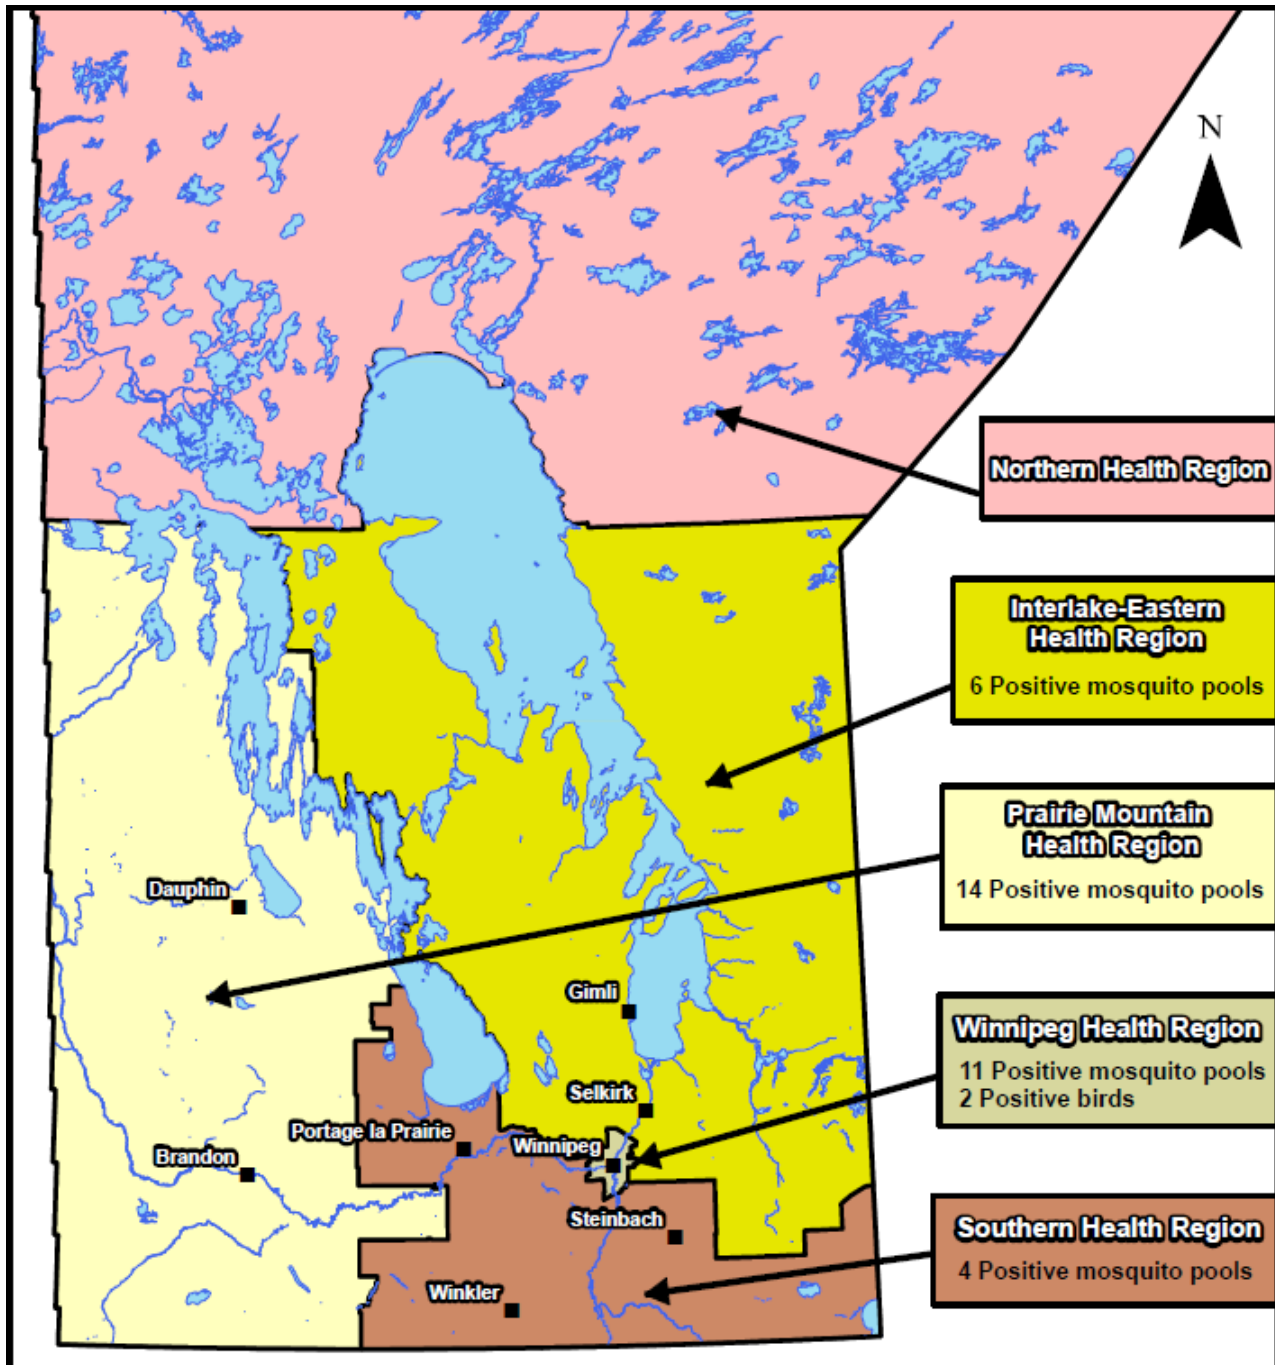 N
Northern Health Region
Interlake-Eastern
Health Region
6 Positive mosquito pools
Prairie Mountain
Health Region
14 Positive mosquito pools
Dauphin
Gimli
Winnipeg Health Region
11 Positive mosquito pools
2 Positive birds
Selkirk
Portage la Prairie
Winnipeg
Brandon
Steinbach
Southern Health Region
4 Positive mosquito pools
Winkler